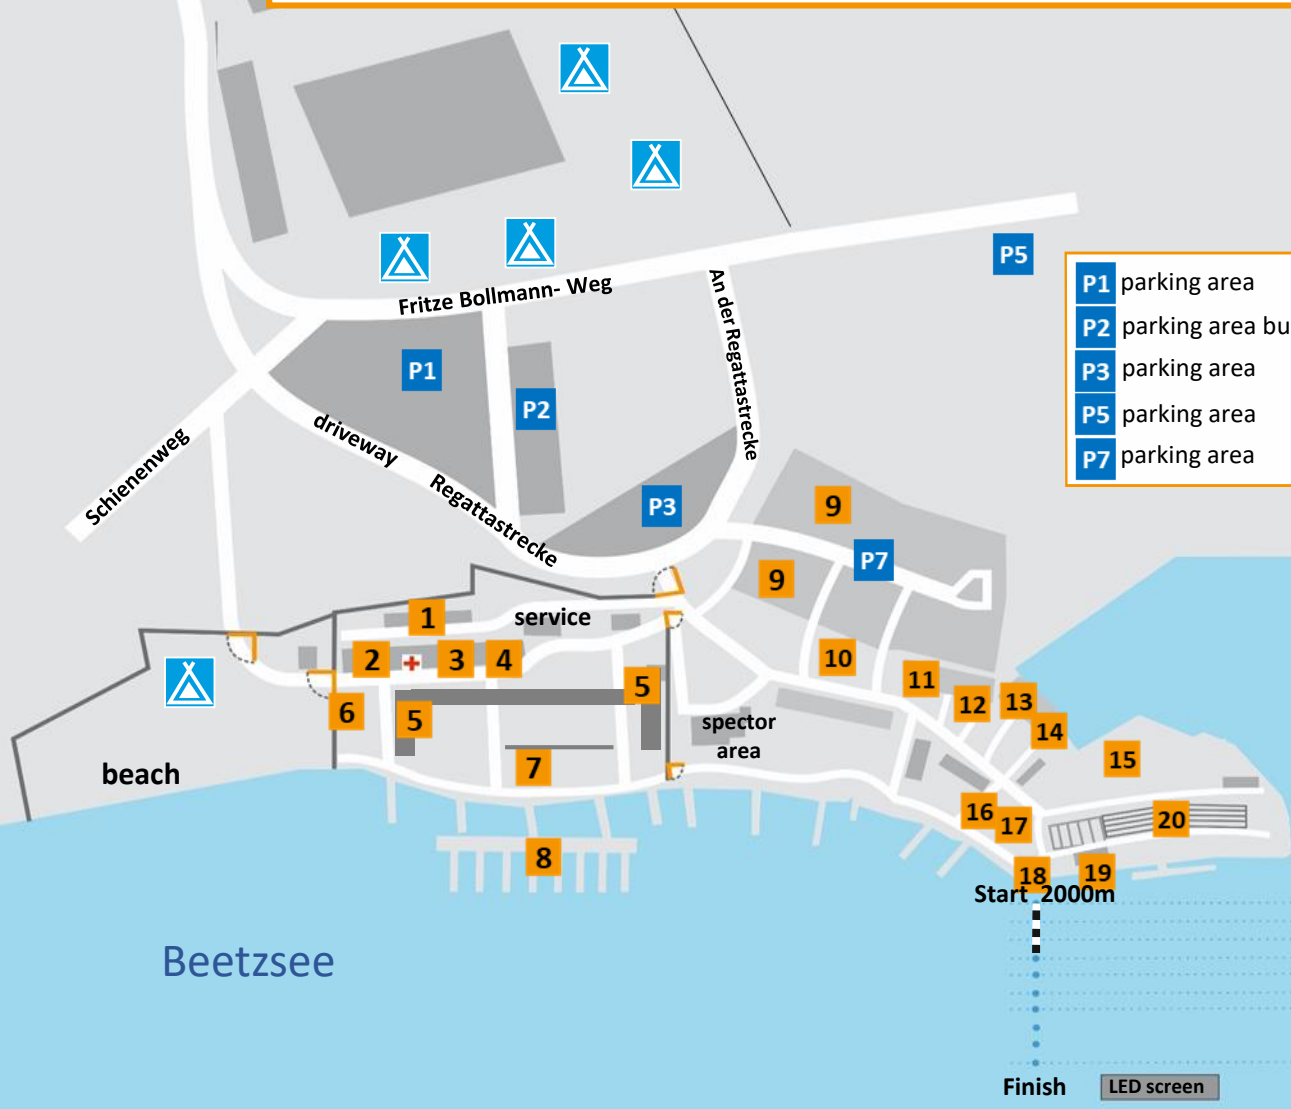 P5
Fritze Bollmann- Weg
An der Regattastrecke
P1 parking area
P2 parking area bu
P3 parking area
P5 parking area
P7 parking area
P1
P2
driveway
Regattastrecke
Schienenweg
P3
9
P7
9
1
service
2
3
4
5
10
11
12
13
14
6
5
spector
area
15
beach
7
16
17
20
8
18
19
Start 2000m
Beetzsee
Finish
LED screen